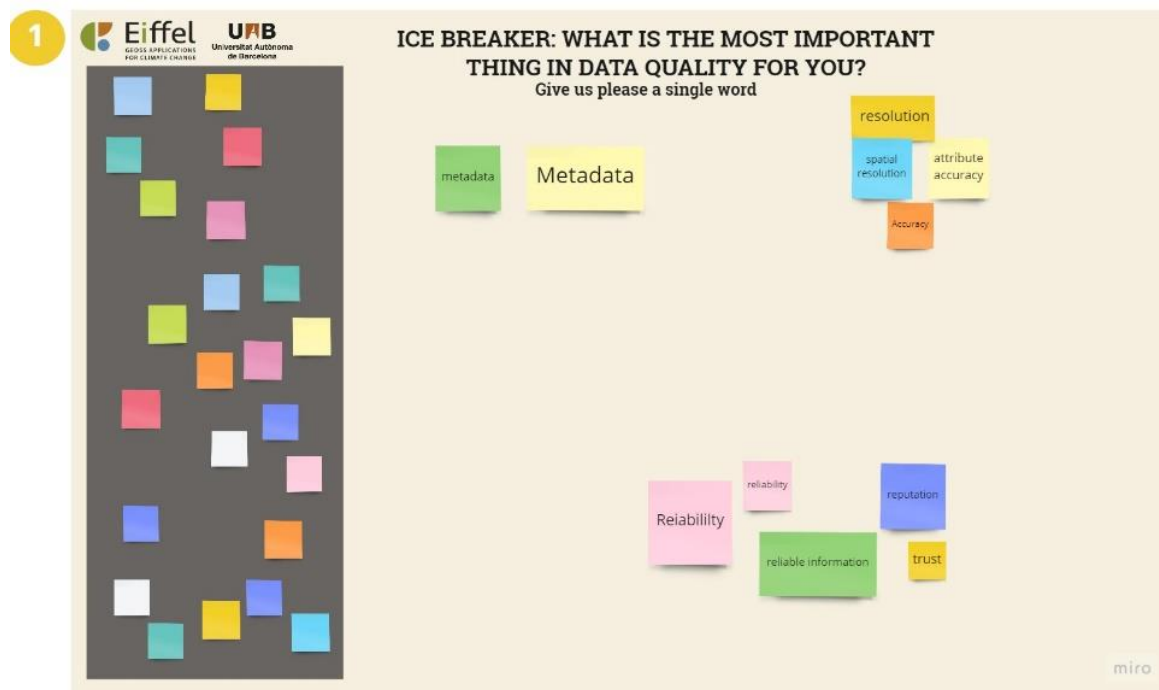 1
Eiffel
GEOSS APPLICATIONS
FOR CLIMATE CHANGE
UAB
Universitat Autònoma
de Barcelona
ICE BREAKER: WHAT IS THE MOST IMPORTANT
THING IN DATA QUALITY FOR YOU?
Give us please a single word
metadata
Metadata
resolution
spatial
resolution
attribute
accuracy
Accuracy
Reiabililty
reliability
reliable information
reputation
trust
miro